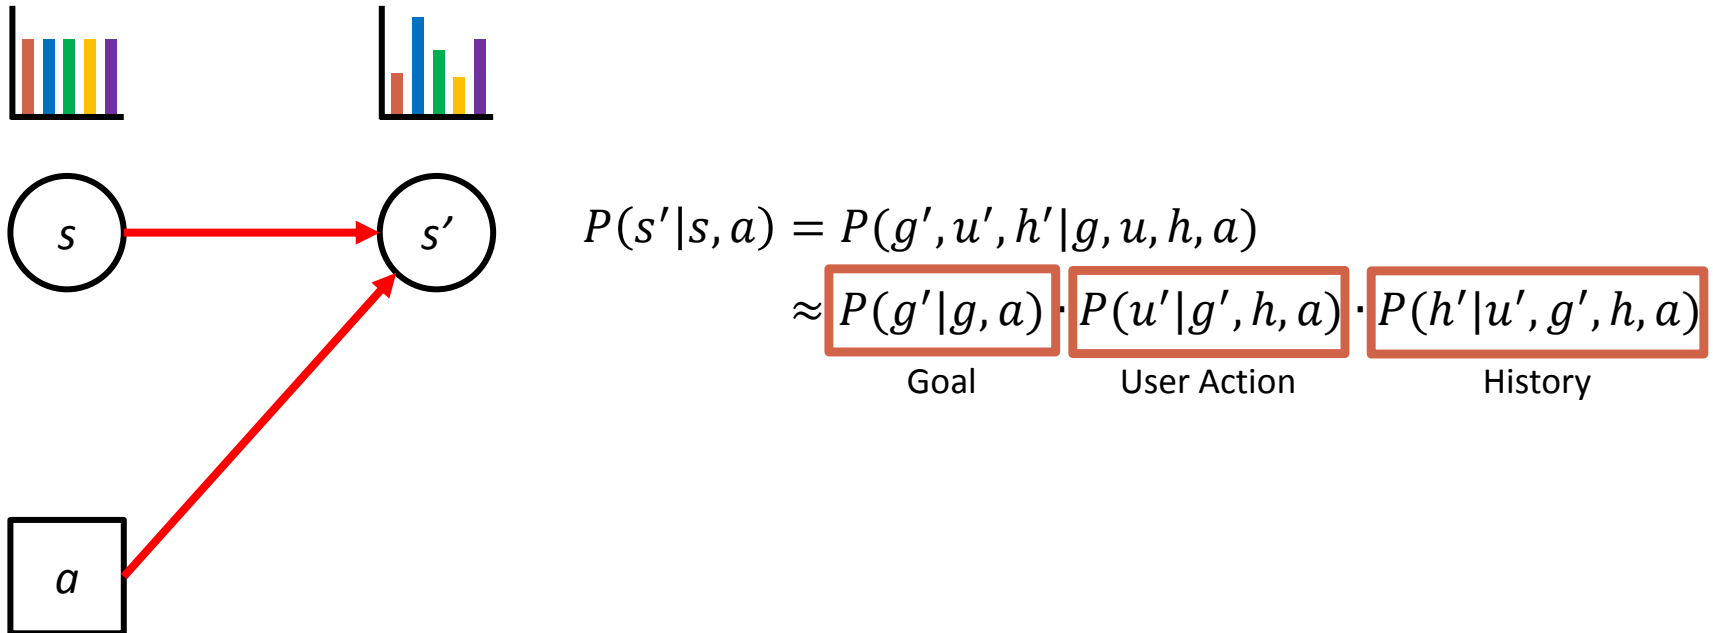 s
s′
P(s′|s, a) = P(g′, u′, h′|g, u, h, a)
≈ P(g′|g, a) · P(u′|g′, h, a) · P(h′|u′, g′, h, a)
Goal User Action History
a